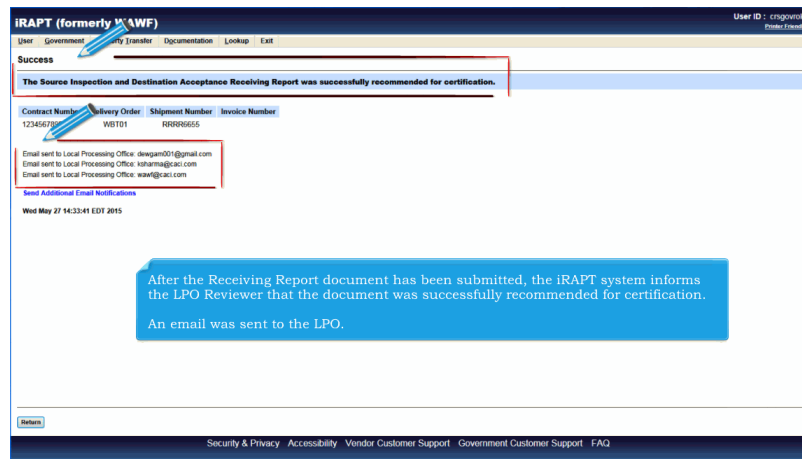 iRAPT (formerly WAWF)
User ID :
Printer Friend
User Government Transfer Documentation Lookup Exit
Success
The Source Inspection and Destination Acceptance Receiving Report was successfully recommended for certification.
Contract Number Delivery Order Shipment Number Invoice Number
WBT01 RRRR6655
Email sent to Local Processing Office: dewgam001@gmail.com
Email sent to Local Processing Office: ksharma@caci.com
Email sent to Local Processing Office: wawf@caci.com
Send Additional Email Notifications
Wed May 27 14:33:41 EDT 2015
After the Receiving Report document has been submitted, the iRAPT system informs
the LPO Reviewer that the document was successfully recommended for certification.
An email was sent to the LPO.
Return
Security & Privacy Accessibility Vendor Customer Support Government Customer Support FAQ